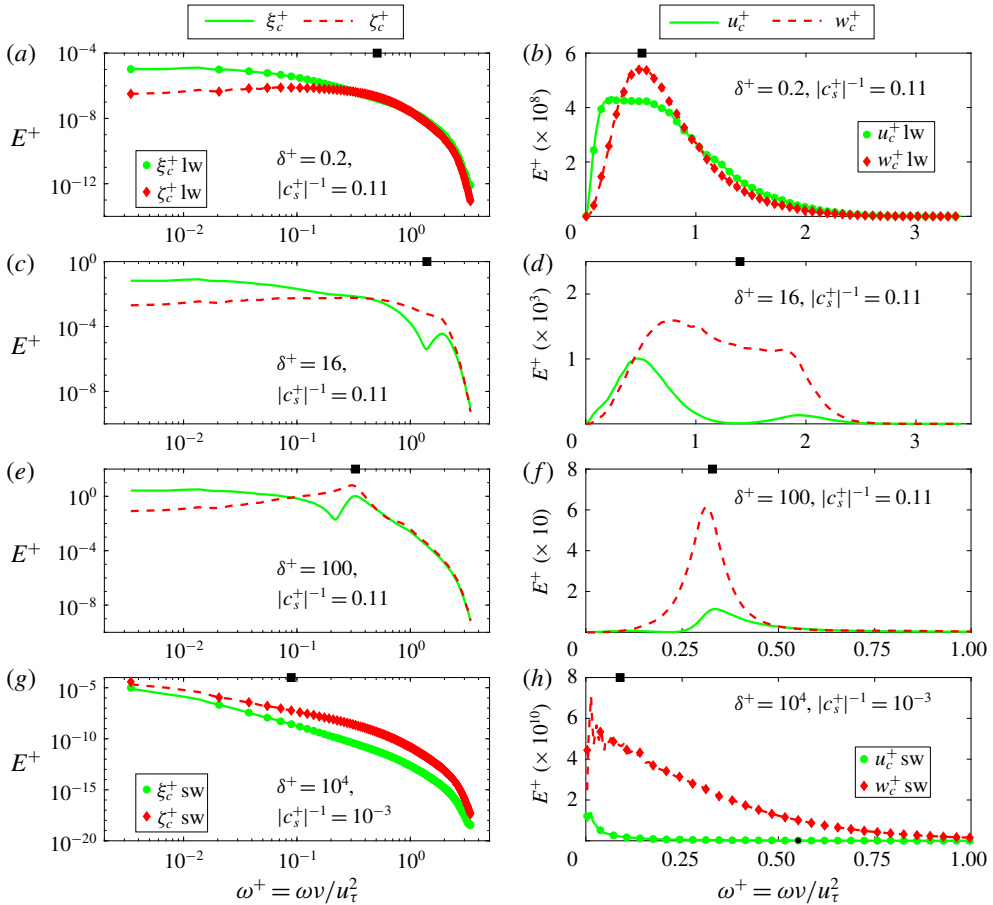 ξc+ ζc+
uc+ wc+
(a)
10−4
10−8
10−12
E+
ξc+ lw
ζc+ lw
δ+ = 0.2,
|cs+|−1 = 0.11
10−2 10−1 100
(b)
E+ (× 108)
6
4
2
0 1 2 3
δ+ = 0.2, |cs+|−1 = 0.11
uc+ lw
wc+ lw
(c)
100
10−4
10−8
E+
δ+ = 16,
|cs+|−1 = 0.11
10−2 10−1 100
(d)
E+ (× 103)
2
1
0 1 2 3
δ+ = 16, |cs+|−1 = 0.11
(e)
100
10−4
10−8
E+
δ+ = 100,
|cs+|−1 = 0.11
10−2 10−1 100
(f)
E+ (× 10)
8
6
4
2
0 0.25 0.50 0.75 1.00
δ+ = 100, |cs+|−1 = 0.11
(g)
10−5
10−10
10−15
10−20
E+
ξc+ sw
ζc+ sw
δ+ = 104,
|cs+|−1 = 10−3
10−2 10−1 100
ω+ = ων/uτ2
(h)
E+ (× 1010)
8
6
4
2
0 0.25 0.50 0.75 1.00
δ+ = 104, |cs+|−1 = 10−3
uc+ sw
wc+ sw
ω+ = ων/uτ2